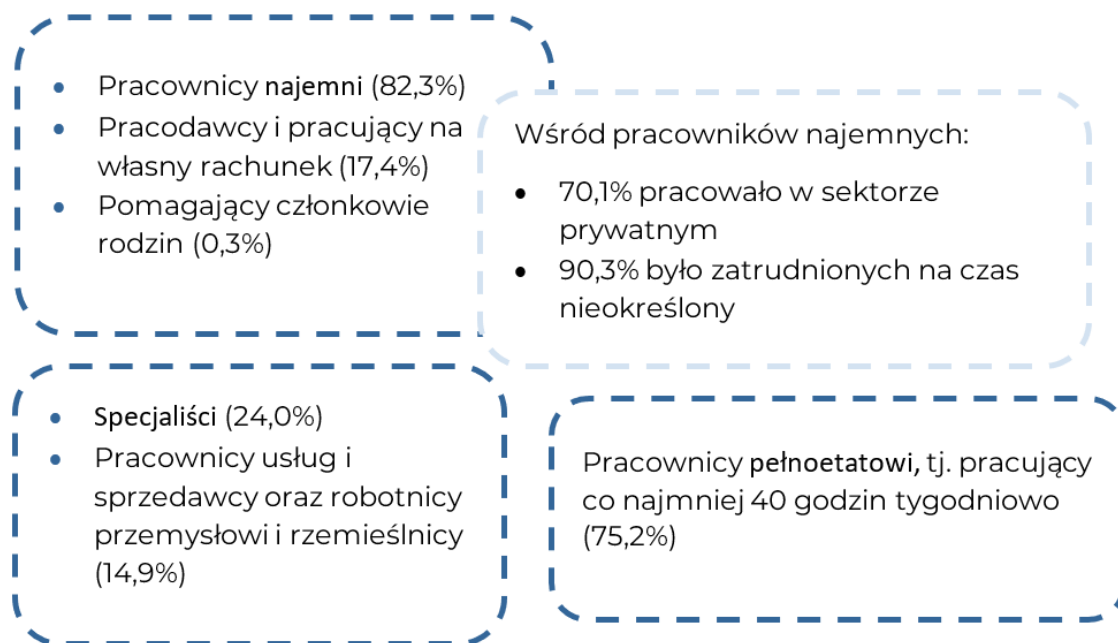 • Pracownicy najemni (82,3%)
• Pracodawcy i pracujący na
własny rachunek (17,4%)
• Pomagający członkowie
rodzin (0,3%)
Wśród pracowników najemnych:
• 70,1% pracowało w sektorze
prywatnym
• 90,3% było zatrudnionych na czas
nieokreślony
• Specjaliści (24,0%)
• Pracownicy usług i
sprzedawcy oraz robotnicy
przemysłowi i rzemieślnicy
(14,9%)
Pracownicy pełnoetatowi, tj. pracujący
co najmniej 40 godzin tygodniowo
(75,2%)